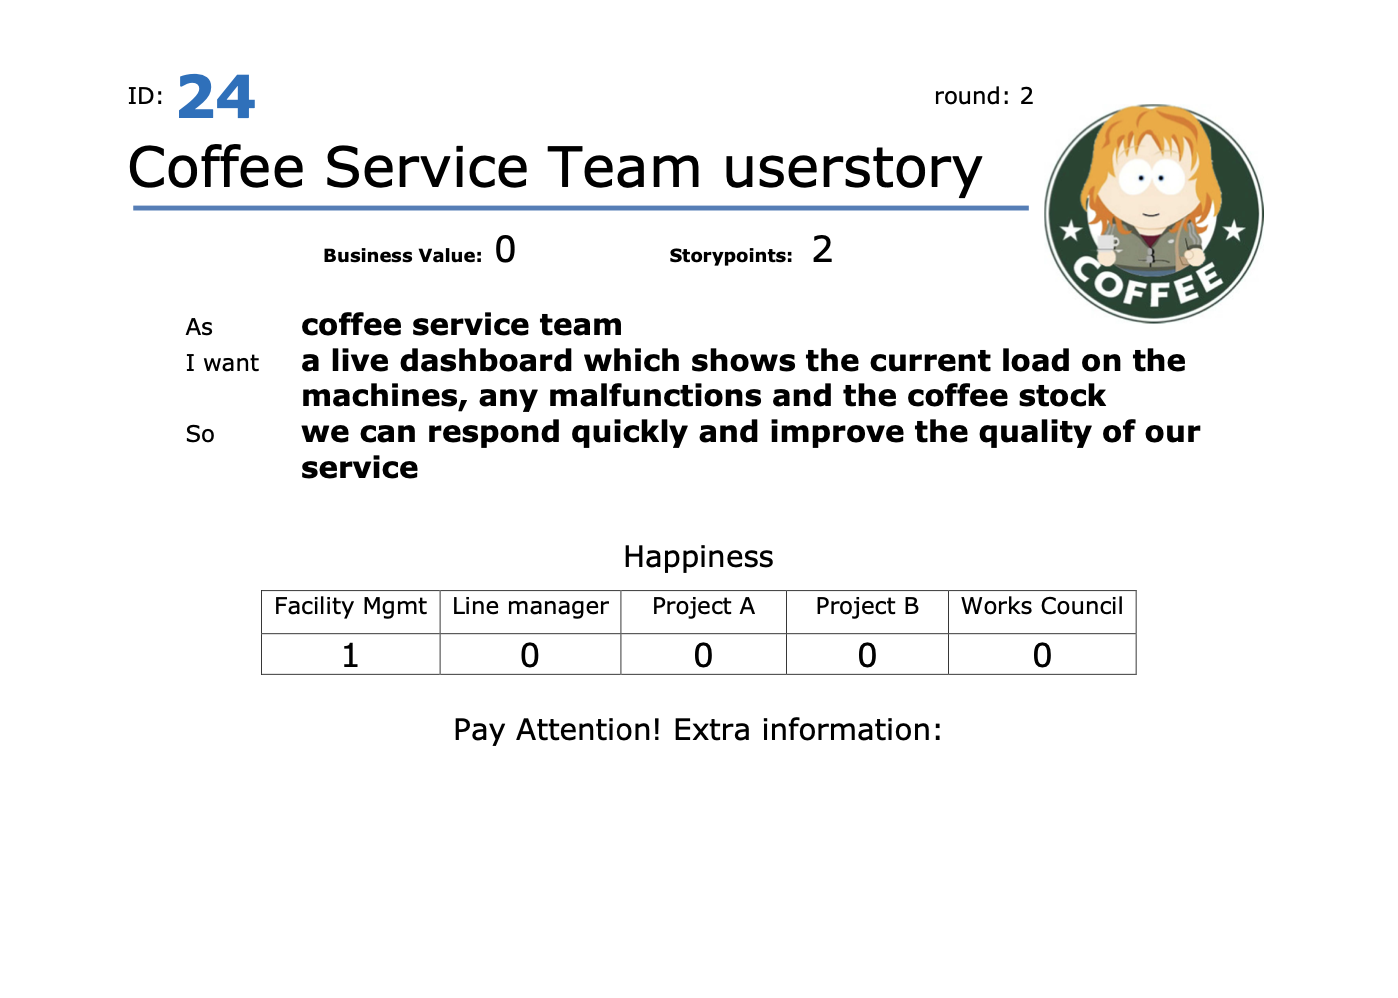 ID: 24
round: 2
Coffee Service Team userstory
COFFEE
Business Value: 0 Storypoints: 2
As coffee service team
I want a live dashboard which shows the current load on the
machines, any malfunctions and the coffee stock
So we can respond quickly and improve the quality of our
service
Happiness
Facility Mgmt Line manager Project A Project B Works Council
1 0 0 0 0
Pay Attention! Extra information: